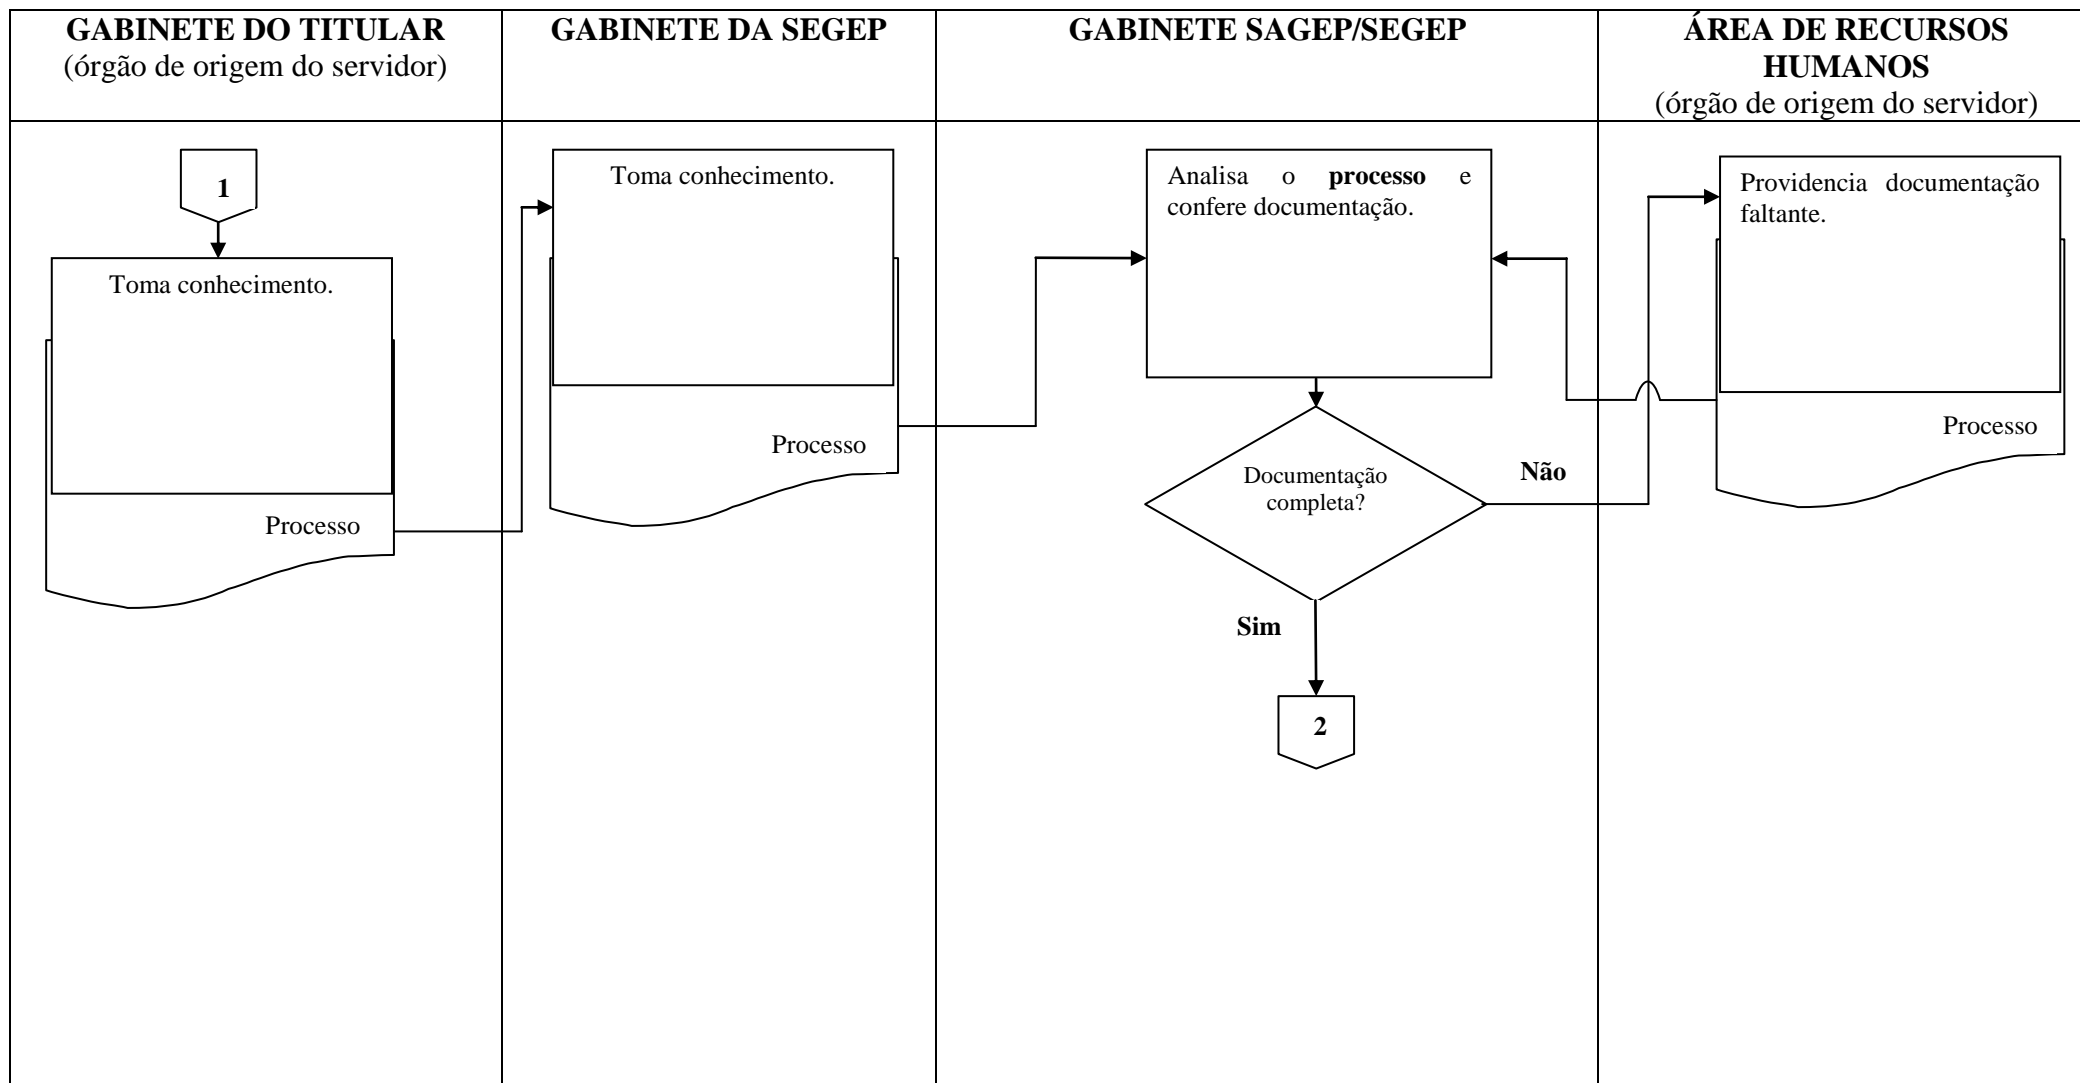 GABINETE DO TITULAR
(órgão de origem do servidor)
GABINETE DA SEGEP
GABINETE SAGEP/SEGEP
ÁREA DE RECURSOS
HUMANOS
(órgão de origem do servidor)
1
Toma conhecimento.
Processo
Toma conhecimento.
Processo
Analisa o processo e
confere documentação.
Documentação
completa?
Não
Sim
2
Providencia documentação
faltante.
Processo